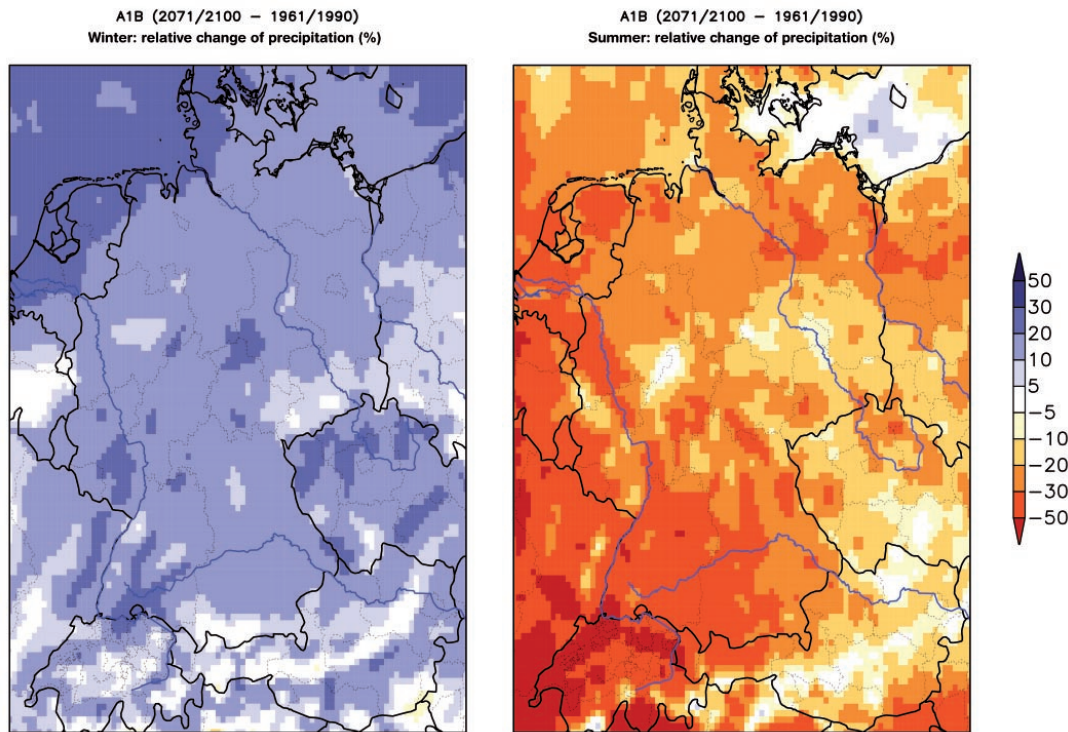 A1B (2071/2100 – 1961/1990)
Winter: relative change of precipitation (%)
A1B (2071/2100 – 1961/1990)
Summer: relative change of precipitation (%)
50
30
20
10
5
−5
−10
−20
−30
−50